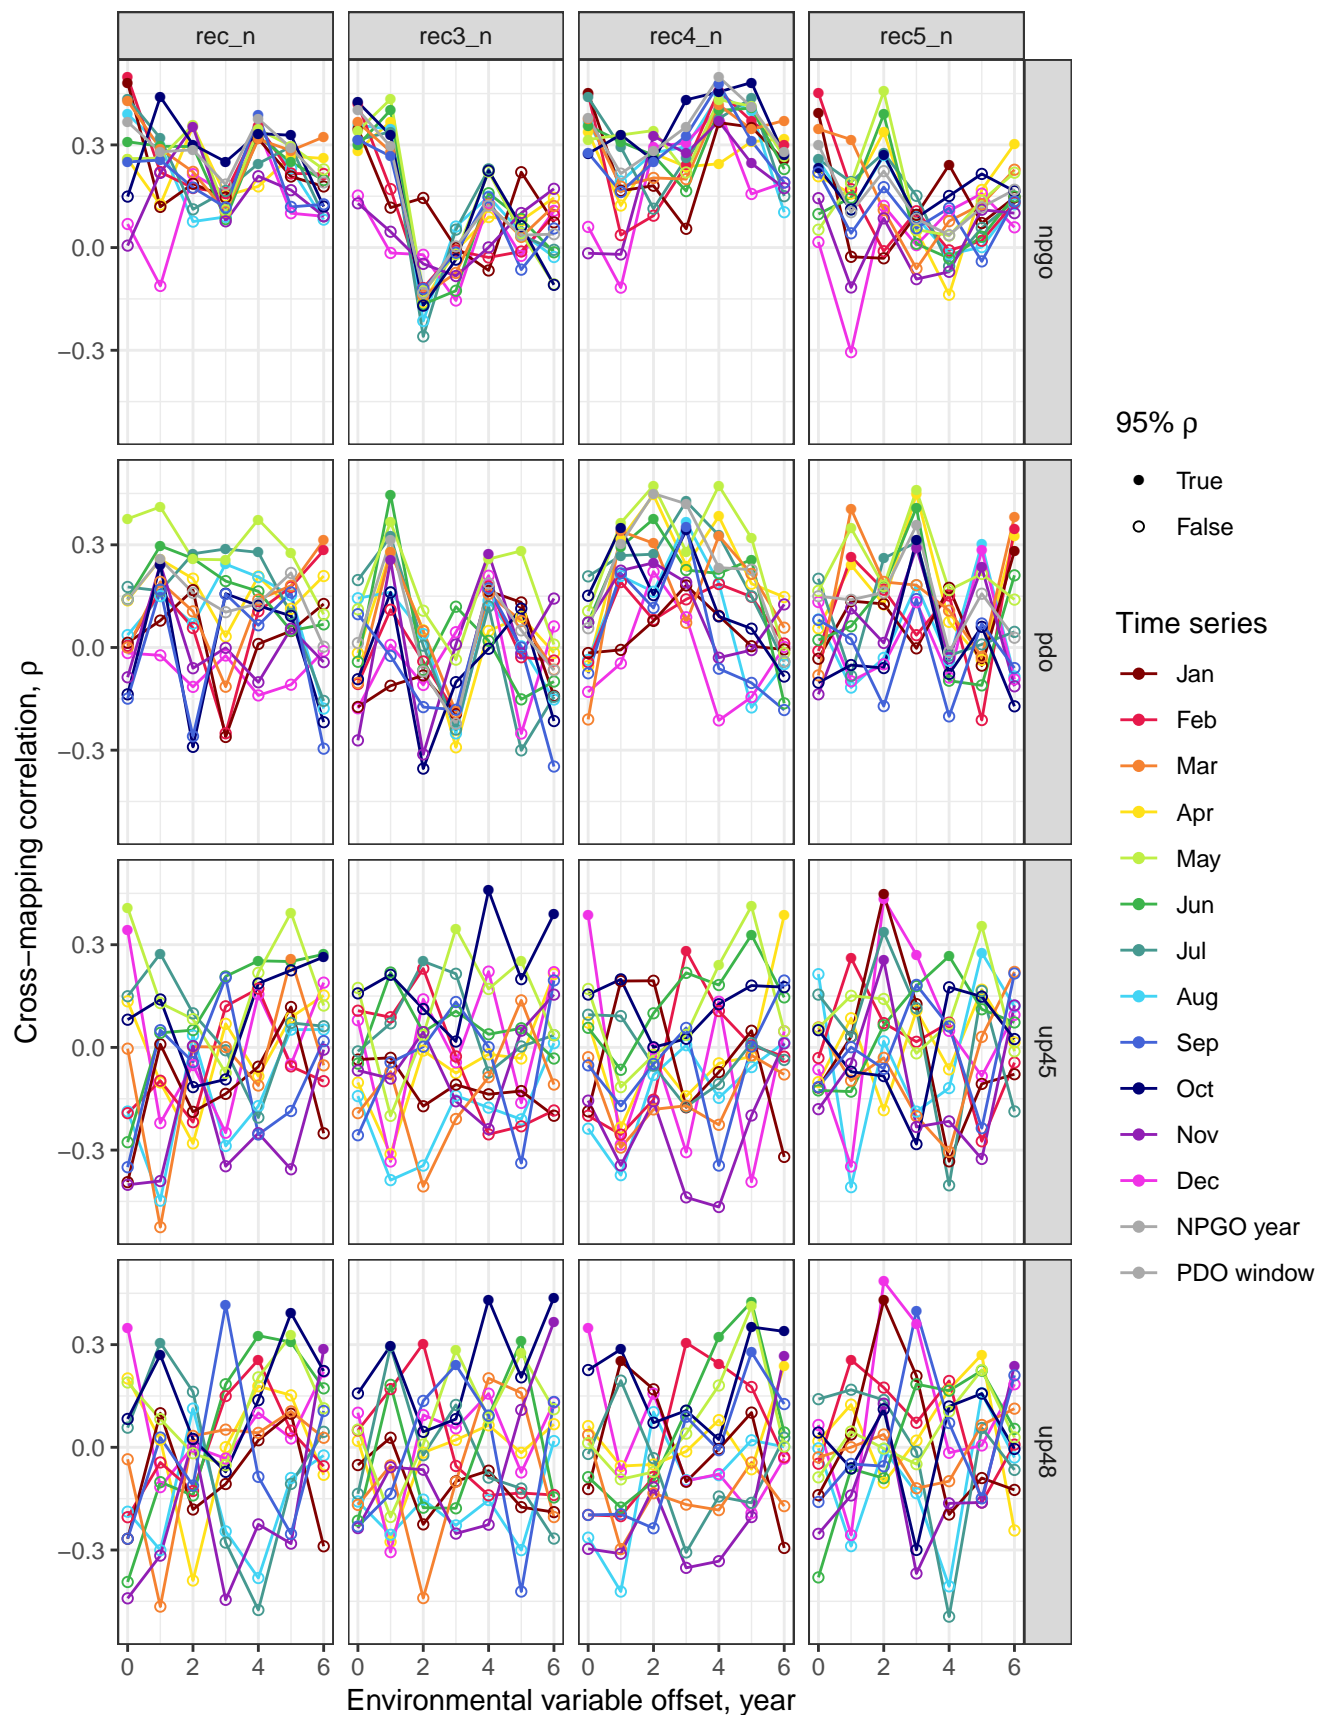 rec_n rec3_n rec4_n rec5_n
0.3
0.0
−0.3
npgo
0.3
0.0
−0.3
pdo
0.3
0.0
−0.3
up45
0.3
0.0
−0.3
up48
0 2 4 6 0 2 4 6 0 2 4 6 0 2 4 6
Environmental variable offset, year
Cross−mapping correlation, ρ
95% ρ
True
False
Time series
Jan
Feb
Mar
Apr
May
Jun
Jul
Aug
Sep
Oct
Nov
Dec
NPGO year
PDO window